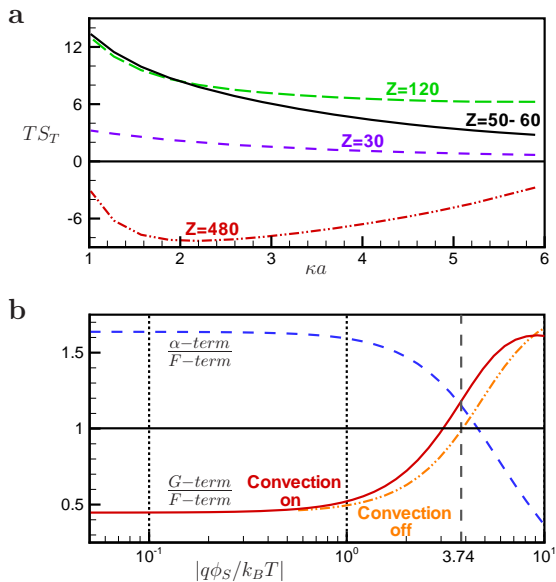 a
12
6
0
-6
TS_T
Z=120
Z=50- 60
Z=30
Z=480
1
2
3
4
5
6
κa
b
1.5
1
0.5
α−term
F−term
G−term
F−term
Convection
on
Convection
off
10^-1
10^0
3.74
10^1
|qϕ_S/k_BT|